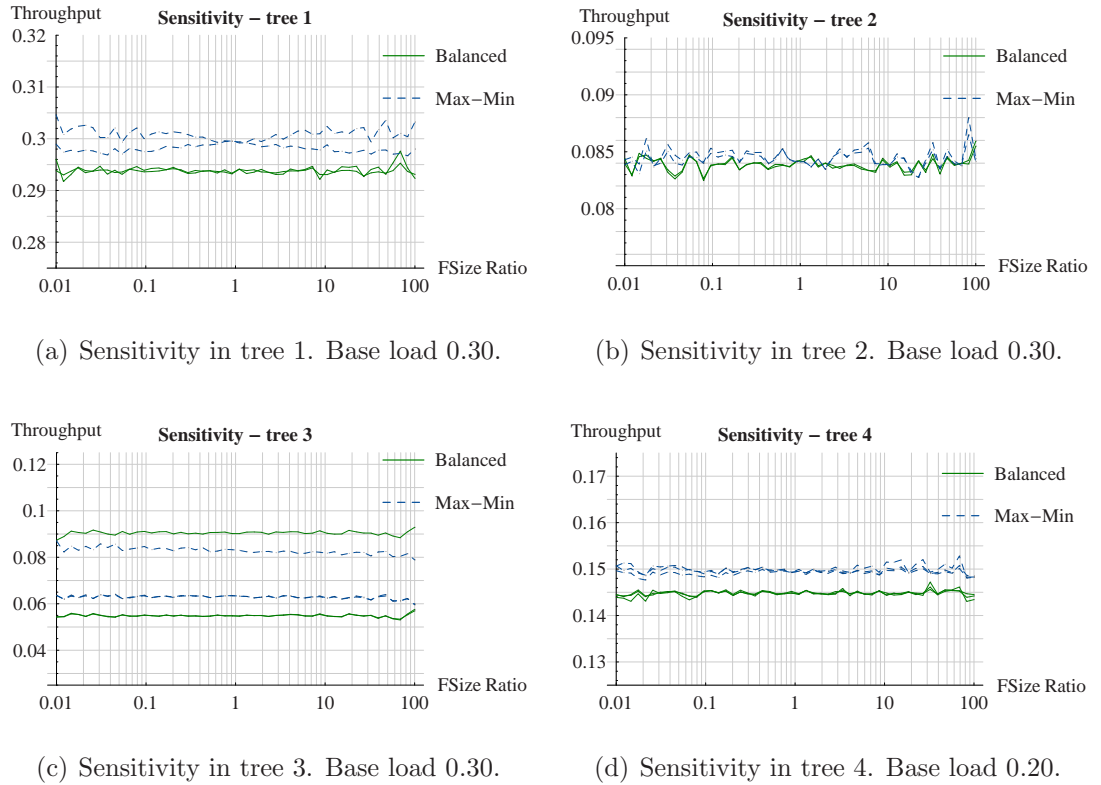 Throughput
Sensitivity − tree 1
0.32
0.31
0.3
0.29
0.28
Balanced
Max−Min
FSize Ratio
0.01 0.1 1 10 100
(a) Sensitivity in tree 1. Base load 0.30.
Throughput
Sensitivity − tree 2
0.095
0.09
0.085
0.08
Balanced
Max−Min
FSize Ratio
0.01 0.1 1 10 100
(b) Sensitivity in tree 2. Base load 0.30.
Throughput
Sensitivity − tree 3
0.12
0.1
0.08
0.06
0.04
Balanced
Max−Min
FSize Ratio
0.01 0.1 1 10 100
(c) Sensitivity in tree 3. Base load 0.30.
Throughput
Sensitivity − tree 4
0.17
0.16
0.15
0.14
0.13
Balanced
Max−Min
FSize Ratio
0.01 0.1 1 10 100
(d) Sensitivity in tree 4. Base load 0.20.